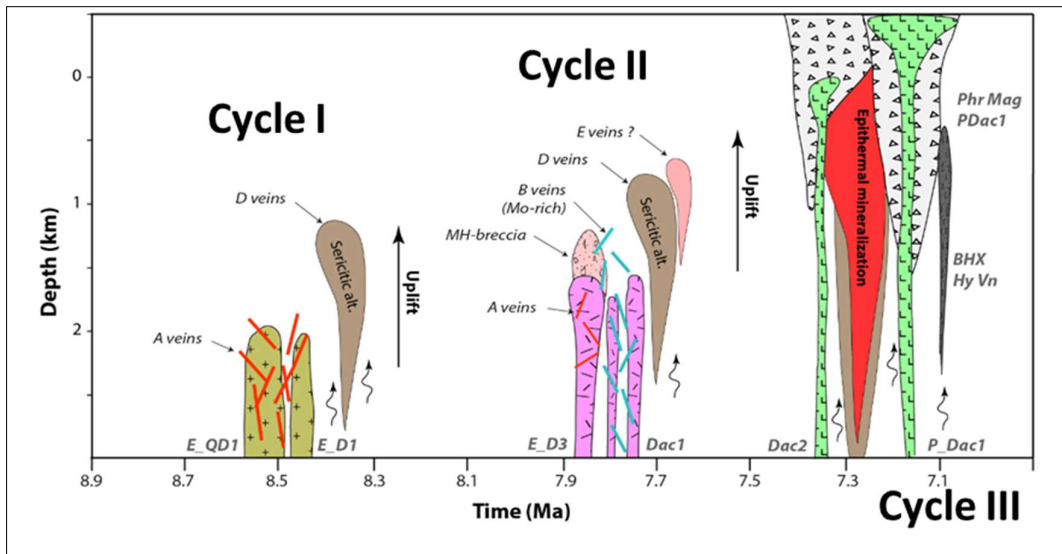 Cycle I
Cycle II
Cycle III
Depth (km)
0
1
2
Time (Ma)
8.9
8.7
8.5
8.3
8.1
7.9
7.7
7.5
7.3
7.1
D veins
Sericitic alt.
Uplift
A veins
E_QD1
E_D1
E veins ?
D veins
B veins
(Mo-rich)
MH-breccia
Sericitic alt.
A veins
Uplift
E_D3
Dac1
Epithermal mineralization
Phr Mag
PDac1
BHX
Hy Vn
Dac2
P_Dac1